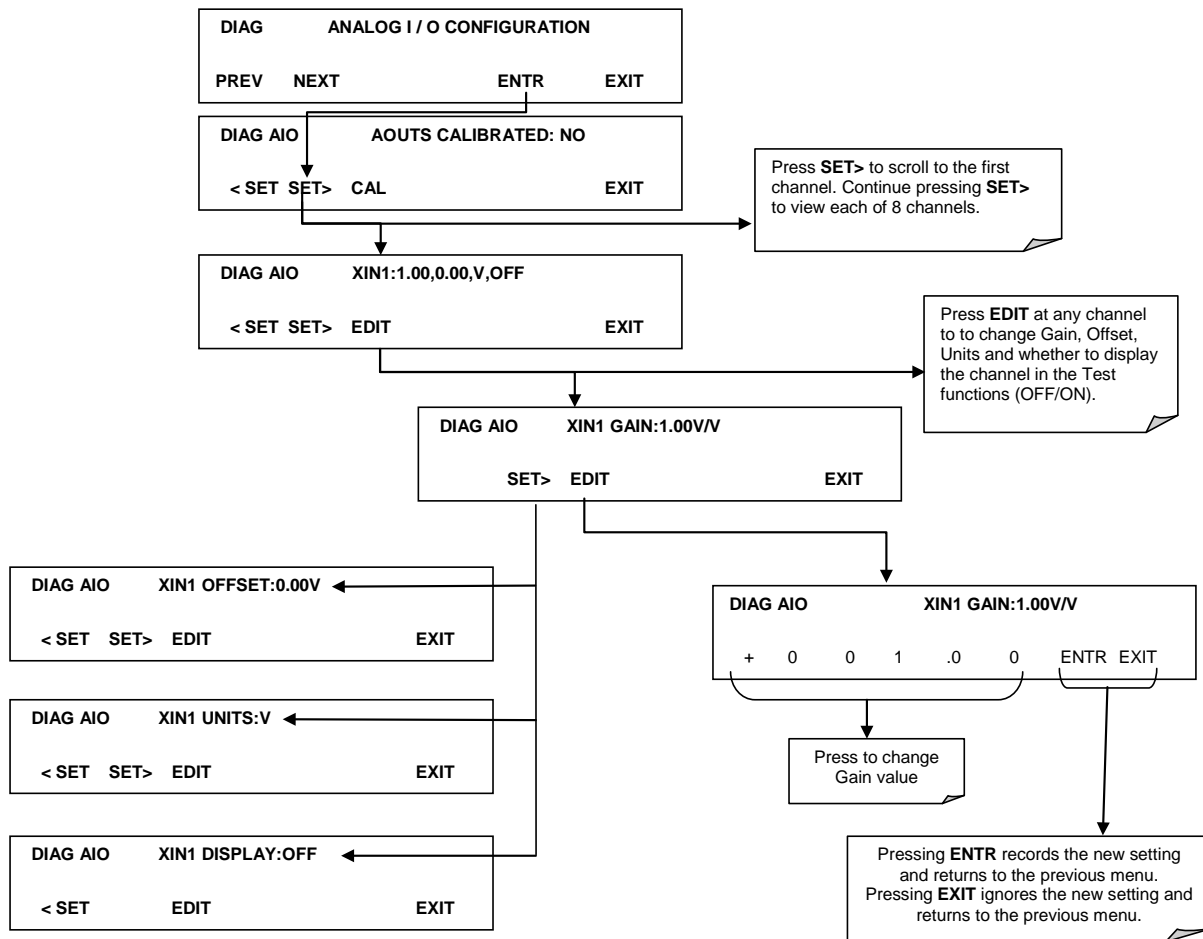 DIAG ANALOG I / O CONFIGURATION
PREV NEXT ENTR EXIT
DIAG AIO AOUTS CALIBRATED: NO
< SET SET> CAL EXIT
Press SET> to scroll to the first
channel. Continue pressing SET>
to view each of 8 channels.
DIAG AIO XIN1:1.00,0.00,V,OFF
< SET SET> EDIT EXIT
Press EDIT at any channel
to to change Gain, Offset,
Units and whether to display
the channel in the Test
functions (OFF/ON).
DIAG AIO XIN1 GAIN:1.00V/V
SET> EDIT EXIT
DIAG AIO XIN1 OFFSET:0.00V
< SET SET> EDIT EXIT
DIAG AIO XIN1 GAIN:1.00V/V
+ 0 0 1 .0 0 ENTR EXIT
DIAG AIO XIN1 UNITS:V
< SET SET> EDIT EXIT
Press to change
Gain value
DIAG AIO XIN1 DISPLAY:OFF
< SET EDIT EXIT
Pressing ENTR records the new setting
and returns to the previous menu.
Pressing EXIT ignores the new setting and
returns to the previous menu.